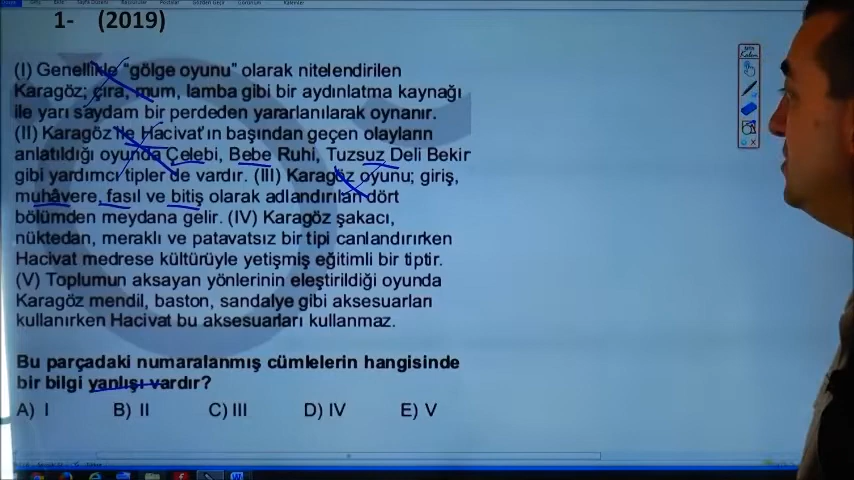 1- (2019)
(I) Genellikle "gölge oyunu" olarak nitelendirilen
Karagöz; çıra, mum, lamba gibi bir aydınlatma kaynağı
ile yarı saydam bir perdeden yararlanılarak oynanır.
(II) Karagöz'le Hacivat'ın başından geçen olayların
anlatıldığı oyunda Çelebi, Bebe Ruhi, Tuzsuz Deli Bekir
gibi yardımcı tipler de vardır. (III) Karagöz oyunu; giriş,
muhâvere, fasıl ve bitiş olarak adlandırılan dört
bölümden meydana gelir. (IV) Karagöz şakacı,
nüktedan, meraklı ve patavatsız bir tipi canlandırırken
Hacivat medrese kültürüyle yetişmiş eğitimli bir tiptir.
(V) Toplumun aksayan yönlerinin eleştirildiği oyunda
Karagöz mendil, baston, sandalye gibi aksesuarları
kullanırken Hacivat bu aksesuarları kullanmaz.
Bu parçadaki numaralanmış cümlelerin hangisinde
bir bilgi yanlışı vardır?
A) I B) II C) III D) IV E) V